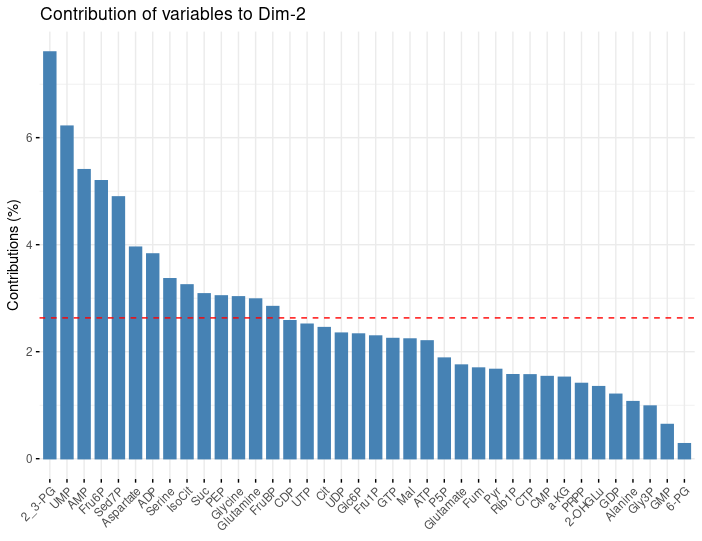 Contribution of variables to Dim-2
Contributions (%)
6
4
2
0
2_3-PG
UMP
AMP
Fru6P
Sed7P
Aspartate
ADP
Serine
IsoCit
Suc
PEP
Glycine
Glutamine
FruBP
CDP
UTP
Cit
UDP
Glc6P
Fru1P
GTP
Mal
ATP
P5P
Glutamate
Fum
Pyr
Rib1P
CTP
CMP
a-KG
PRPP
2-OHGLu
GDP
Alanine
Gly3P
GMP
6-PG